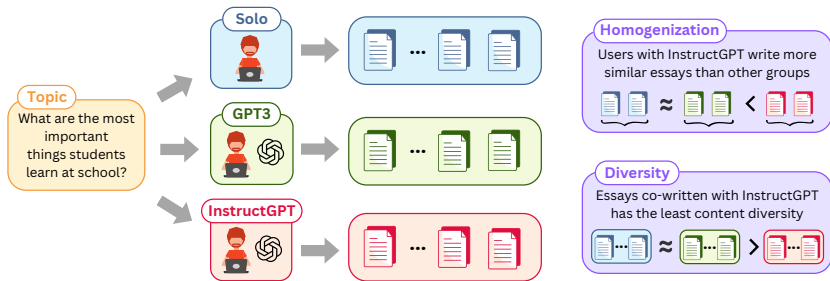 Topic
What are the most
important
things students
learn at school?
Solo
...
GPT3
...
InstructGPT
...
Homogenization
Users with InstructGPT write more
similar essays than other groups
≈ <
Diversity
Essays co-written with InstructGPT
has the least content diversity
... ≈ ... > ...